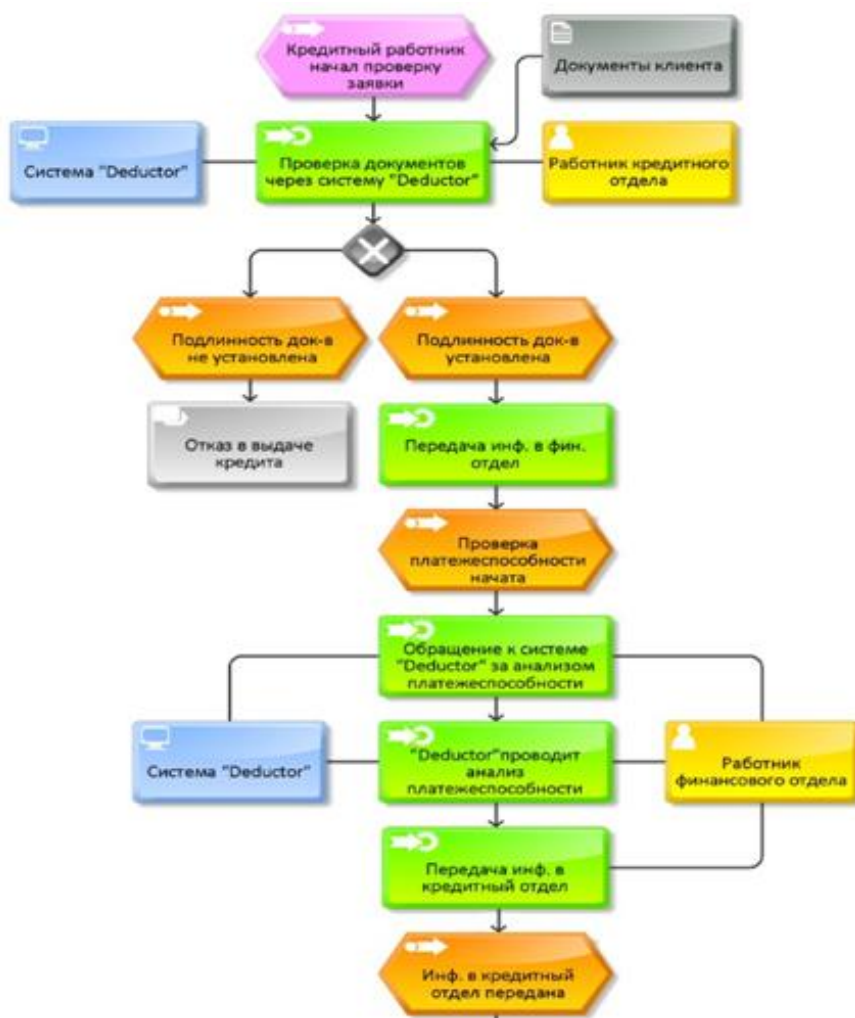 Кредитный работник
начал проверку
заявки
Документы клиента
Система "Deductor"
Проверка документов
через систему "Deductor"
Работник кредитного
отдела
Подлинность док-в
не установлена
Подлинность док-в
установлена
Отказ в выдаче
кредита
Передача инф. в фин.
отдел
Проверка
платежеспособности
начата
Обращение к системе
"Deductor" за анализом
платежеспособности
Система "Deductor"
"Deductor"проводит
анализ
платежеспособности
Работник
финансового отдела
Передача инф. в
кредитный отдел
Инф. в кредитный
отдел передана